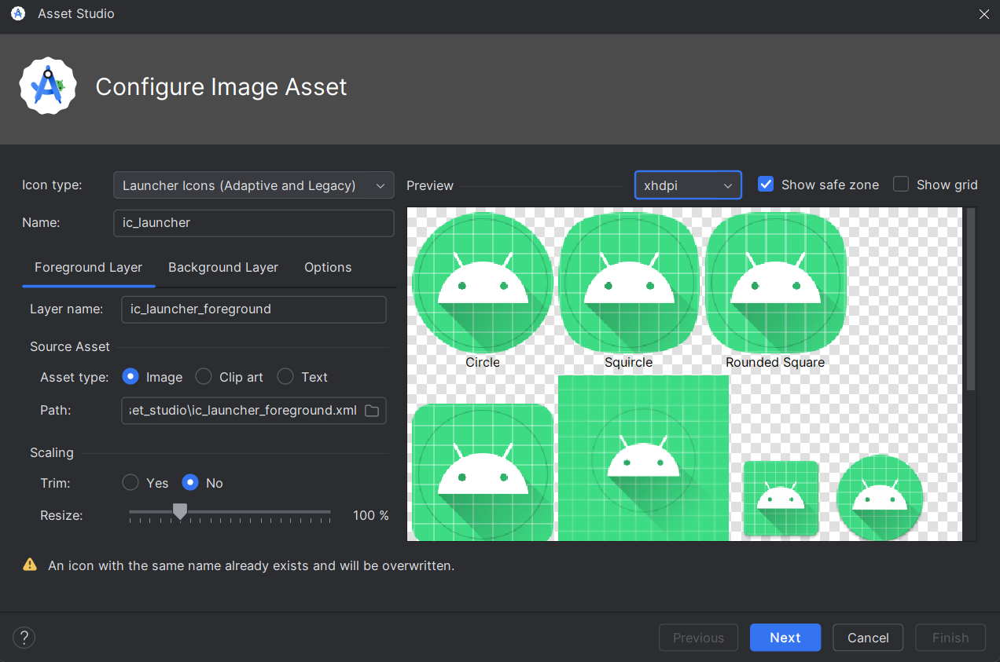 Asset Studio
Configure Image Asset
Icon type: Launcher Icons (Adaptive and Legacy)
Name: ic_launcher
Foreground Layer Background Layer Options
Layer name: ic_launcher_foreground
Source Asset
Asset type: Image Clip art Text
Path: set_studio\ic_launcher_foreground.xml
Scaling
Trim: Yes No
Resize: 100 %
Preview xhdpi Show safe zone Show grid
Circle Squircle Rounded Square
An icon with the same name already exists and will be overwritten.
? Previous Next Cancel Finish